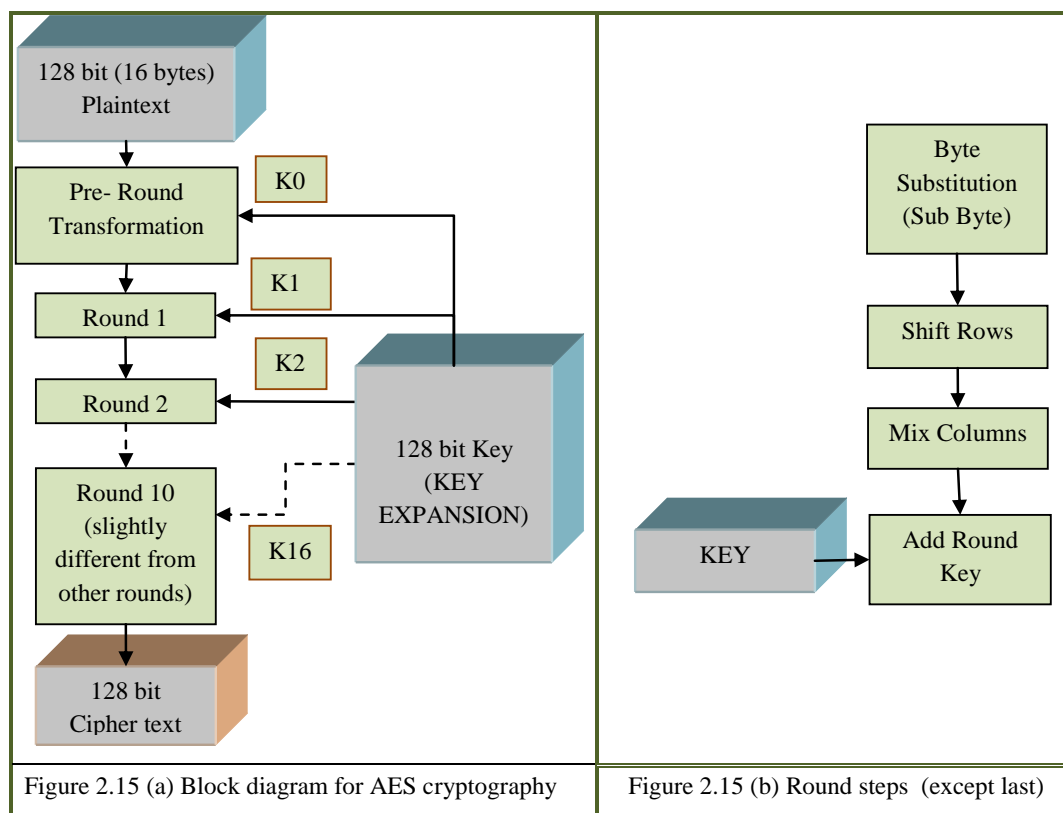 128 bit (16 bytes)
Plaintext
Pre- Round
Transformation
K0
K1
Round 1
K2
Round 2
128 bit Key
(KEY
EXPANSION)
Round 10
(slightly
different from
other rounds)
K16
128 bit
Cipher text
Figure 2.15 (a) Block diagram for AES cryptography
Byte
Substitution
(Sub Byte)
Shift Rows
Mix Columns
KEY
Add Round
Key
Figure 2.15 (b) Round steps (except last)